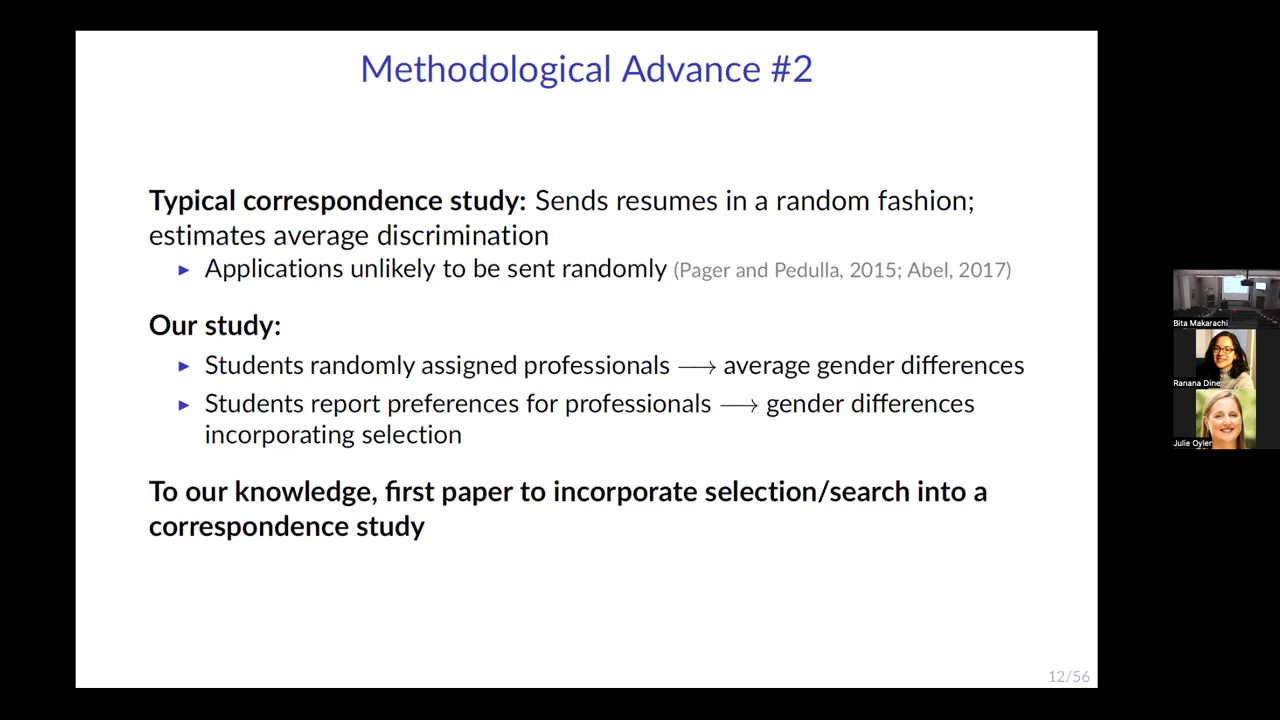 Methodological Advance #2
Typical correspondence study: Sends resumes in a random fashion;
estimates average discrimination
▶ Applications unlikely to be sent randomly (Pager and Pedulla, 2015; Abel, 2017)
Our study:
▶ Students randomly assigned professionals ⟶ average gender differences
▶ Students report preferences for professionals ⟶ gender differences
incorporating selection
To our knowledge, first paper to incorporate selection/search into a
correspondence study
12/56
Bita Makarachi
Ranana Dine
Julie Oyler